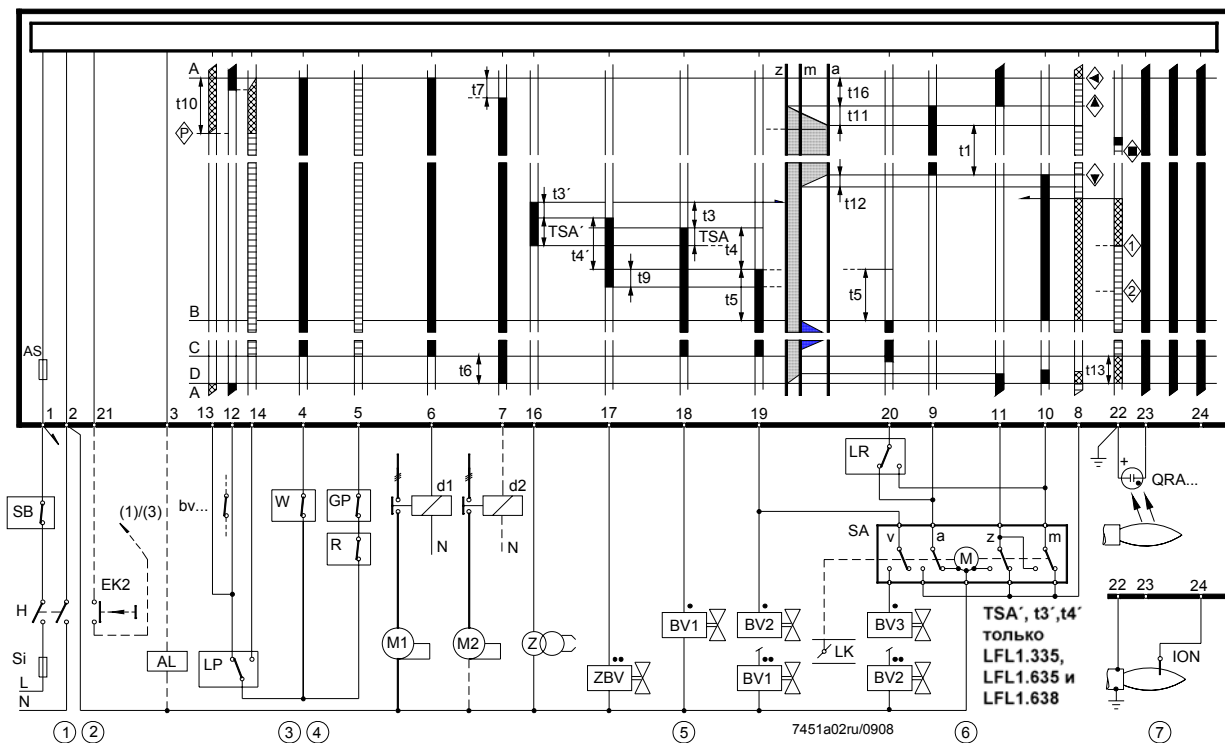 A
z
m
a
t7
t16
t10
t11
P
t1
t3´
t12
t3
TSA´
TSA
t4
1
t4´
t9
t5
t5
2
B
C
AS
t6
D
t13
A
1 2 21 3 13 12 14 4 5 6 7 16 17 18 19 20 9 11 10 8 22 23 24
LR
+
QRA...
d1
d2
bv...
W
GP
SB
(1)/(3)
SA
v
a
z
m
R
N
N
M
EK2
22 23 24
H
TSA´, t3´,t4´
BV1
BV2
BV3
только
M1
M2
Z
LK
LFL1.335,
Si
AL
LP
ION
LFL1.635 и
L
ZBV
BV1
BV2
LFL1.638
N
1 2 3 4 5 7451a02ru/0908 6 7